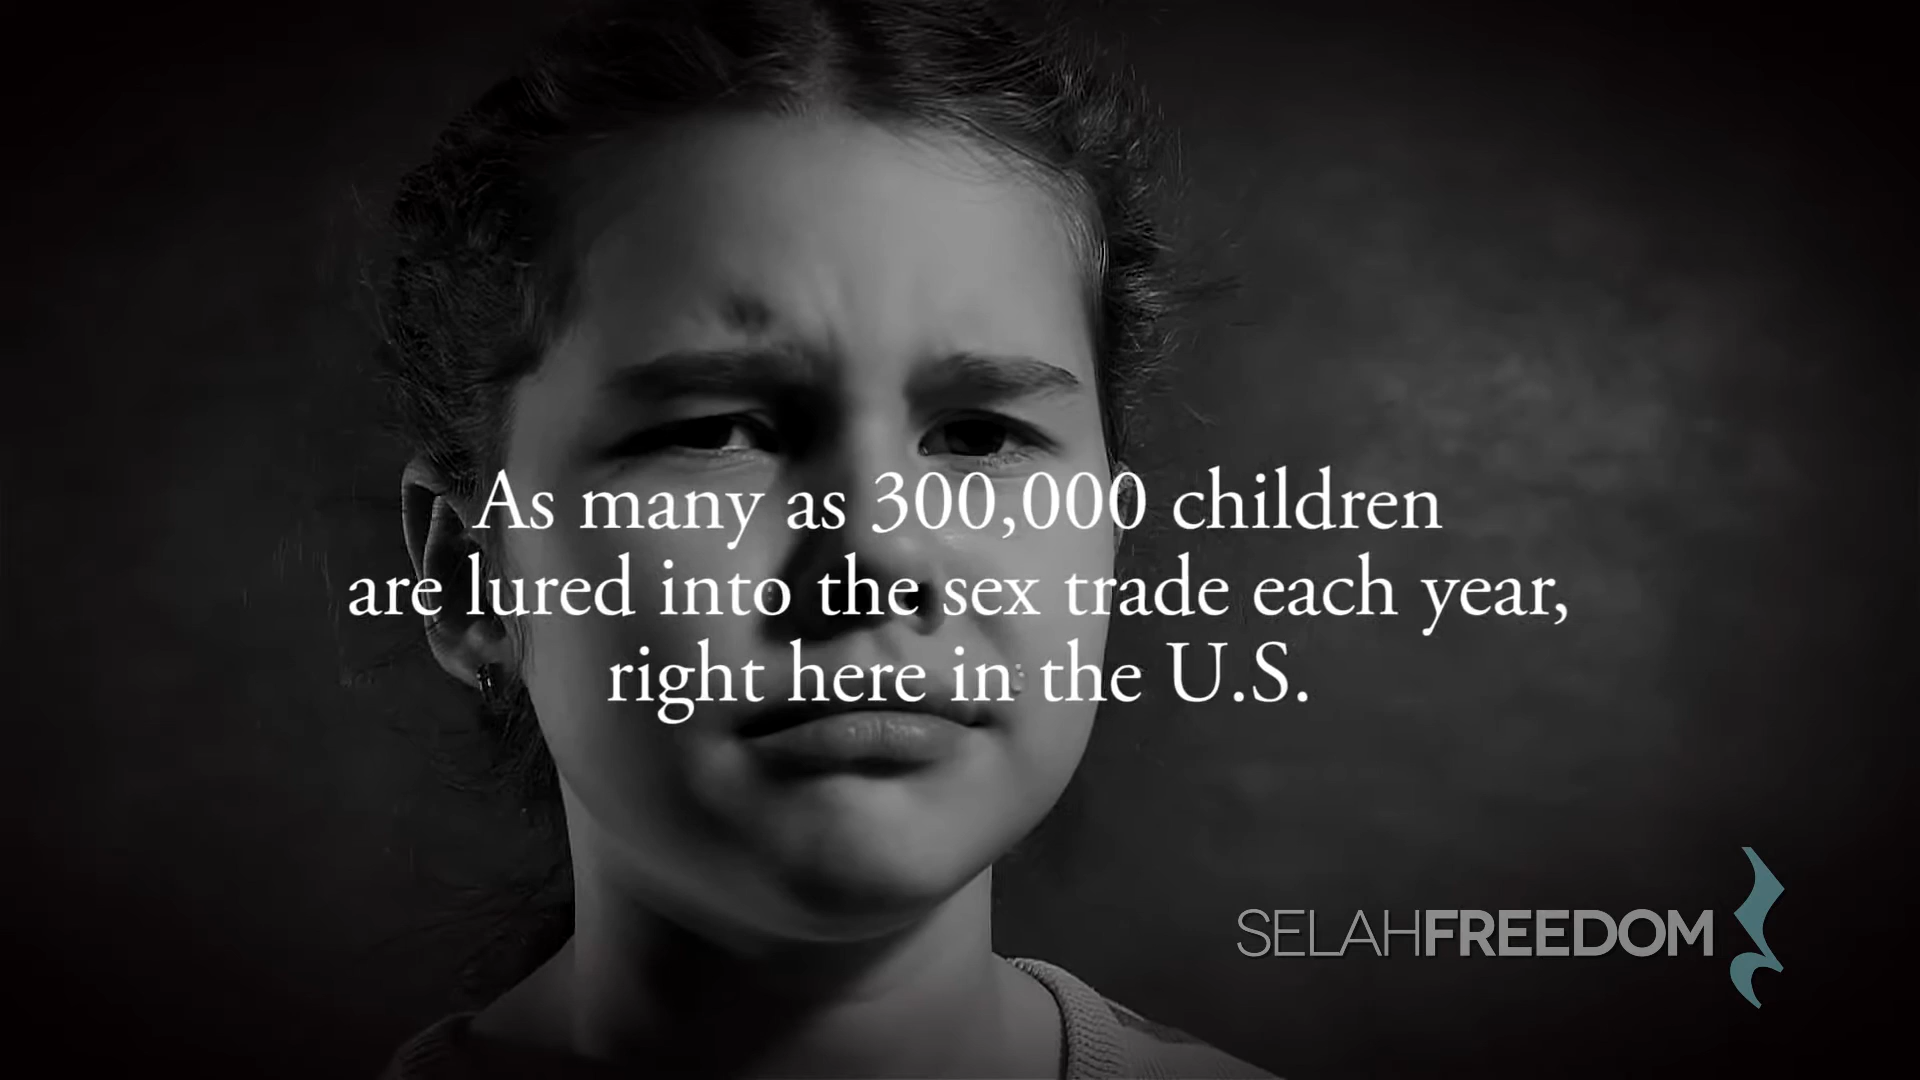 As many as 300,000 children
are lured into the sex trade each year,
right here in the U.S.
SELAHFREEDOM